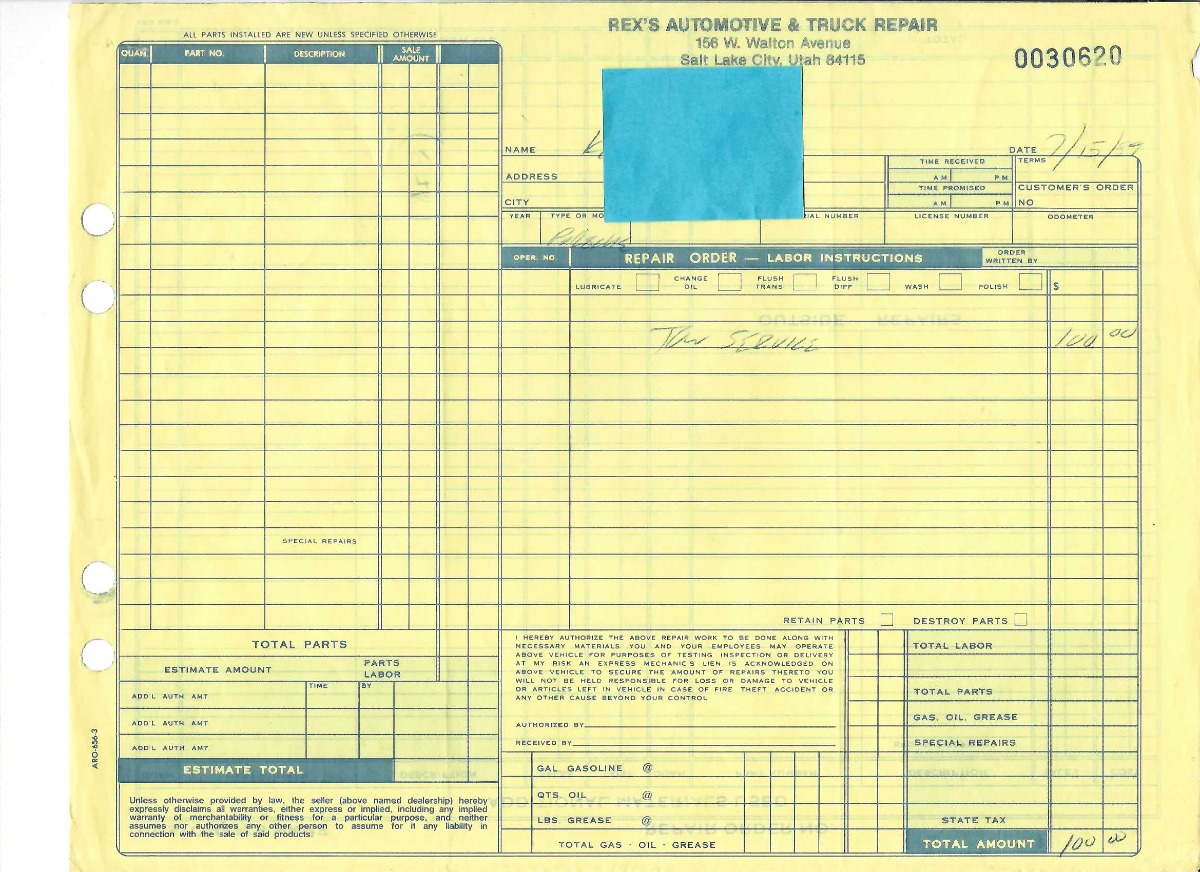 REX'S AUTOMOTIVE & TRUCK REPAIR
156 W. Walton Avenue
Salt Lake City, Utah 84115
0030620
ALL PARTS INSTALLED ARE NEW UNLESS SPECIFIED OTHERWISE
QUAN. PART NO. DESCRIPTION SALE AMOUNT
NAME
DATE 7/15/
ADDRESS
CITY
TIME RECEIVED
AM PM
TIME PROMISED
AM PM
TERMS
CUSTOMER'S ORDER
NO
YEAR TYPE OR MO IAL NUMBER LICENSE NUMBER ODOMETER
OPER. NO. REPAIR ORDER — LABOR INSTRUCTIONS ORDER WRITTEN BY
LUBRICATE CHANGE OIL FLUSH TRANS. FLUSH DIFF WASH POLISH $
Tow SERVICE 100 00
SPECIAL REPAIRS
RETAIN PARTS DESTROY PARTS
TOTAL PARTS
ESTIMATE AMOUNT PARTS
LABOR
TIME BY
ADD'L AUTH AMT
ADD'L AUTH AMT
ADD'L AUTH AMT
ESTIMATE TOTAL
Unless otherwise provided by law, the seller (above named dealership) hereby
expressly disclaims all warranties, either express or implied, including any implied
warranty of merchantability or fitness for a particular purpose, and neither
assumes nor authorizes any other person to assume for it any liability in
connection with the sale of said products.
ARO-656-3
I HEREBY AUTHORIZE THE ABOVE REPAIR WORK TO BE DONE ALONG WITH
NECESSARY MATERIALS YOU AND YOUR EMPLOYEES MAY OPERATE
ABOVE VEHICLE FOR PURPOSES OF TESTING INSPECTION OR DELIVERY
AT MY RISK AN EXPRESS MECHANIC'S LIEN IS ACKNOWLEDGED ON
ABOVE VEHICLE TO SECURE THE AMOUNT OF REPAIRS THERETO YOU
WILL NOT BE HELD RESPONSIBLE FOR LOSS OR DAMAGE TO VEHICLE
OR ARTICLES LEFT IN VEHICLE IN CASE OF FIRE THEFT ACCIDENT OR
ANY OTHER CAUSE BEYOND YOUR CONTROL
AUTHORIZED BY
RECEIVED BY
GAL GASOLINE @
QTS. OIL @
LBS. GREASE @
TOTAL GAS - OIL - GREASE
TOTAL LABOR
TOTAL PARTS
GAS, OIL, GREASE
SPECIAL REPAIRS
STATE TAX
TOTAL AMOUNT 100 00